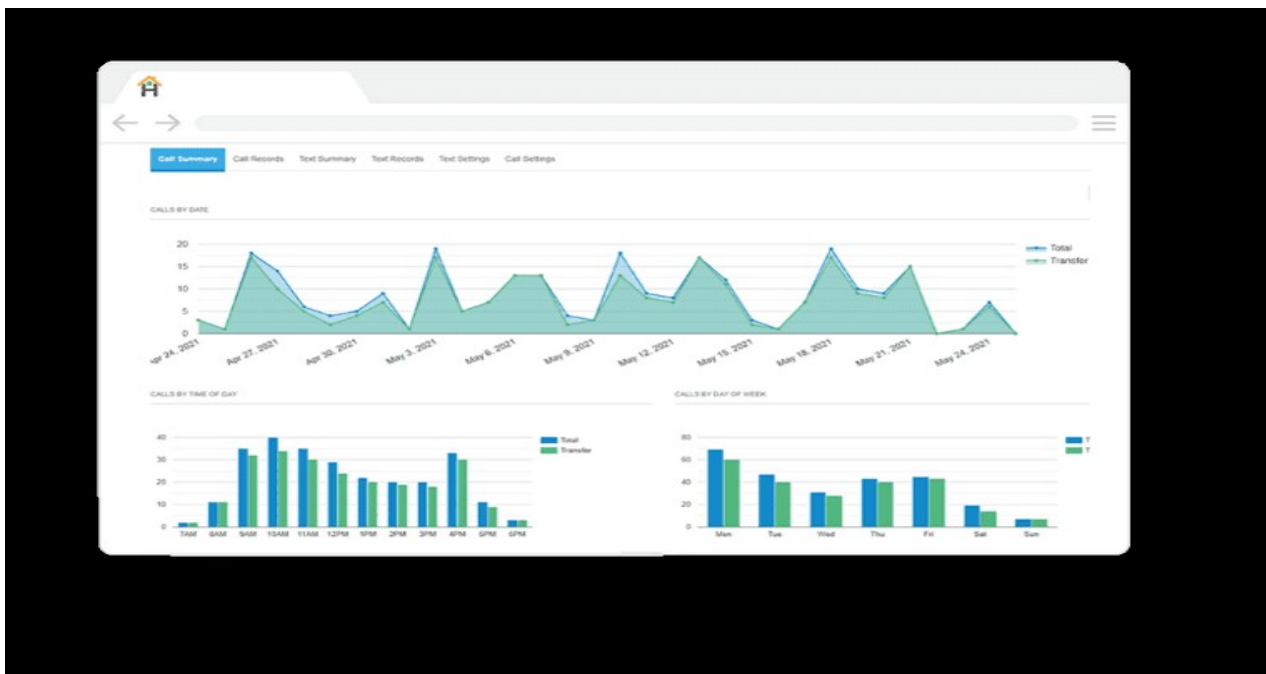 Call Summary Call Records Text Summary Text Records Text Settings Call Settings
CALLS BY DATE
20
15
10
5
0
Total
Transfer
Apr 24, 2021 Apr 27, 2021 Apr 30, 2021 May 3, 2021 May 6, 2021 May 9, 2021 May 12, 2021 May 15, 2021 May 18, 2021 May 21, 2021 May 24, 2021
CALLS BY TIME OF DAY
40
30
20
10
0
Total
Transfer
7AM 8AM 9AM 10AM 11AM 12PM 1PM 2PM 3PM 4PM 5PM 6PM
CALLS BY DAY OF WEEK
80
60
40
20
0
T
T
Mon Tue Wed Thu Fri Sat Sun